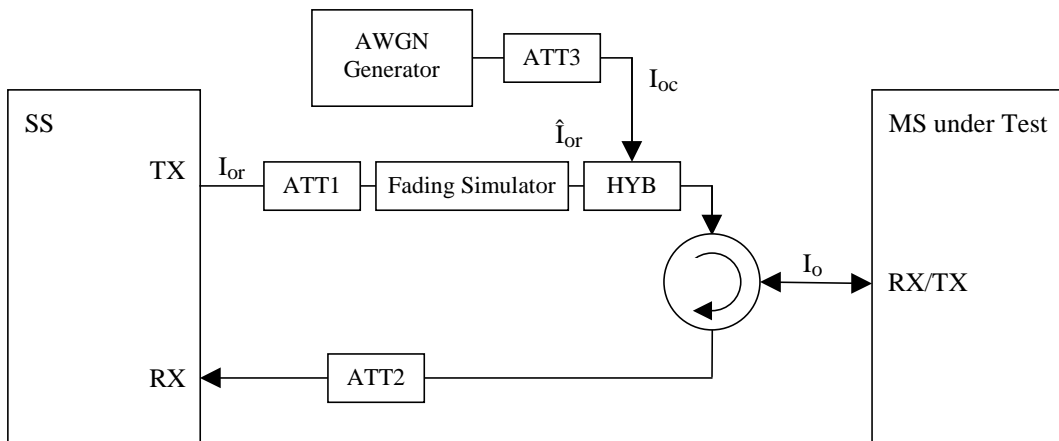 AWGN
Generator
ATT3
I_oc
SS
MS under Test
Î_or
TX
I_or
ATT1
Fading Simulator
HYB
I_o
RX/TX
RX
ATT2